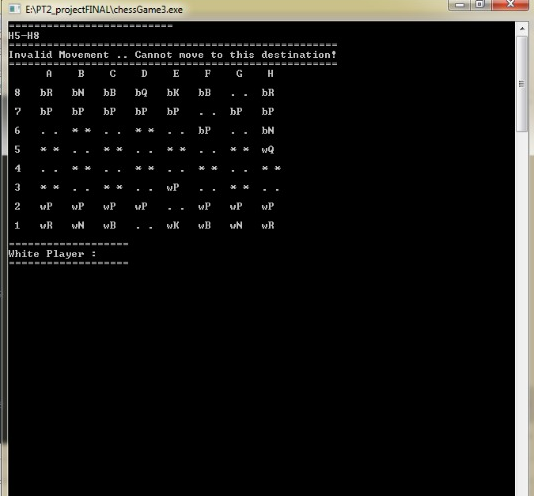 E:\PT2_projectFINAL\chessGame3.exe
==========================
H5-H8
====================================================
Invalid Movement .. Cannot move to this destination!
====================================================
A B C D E F G H
8 bR bN bB bQ bK bB . . bR
7 bP bP bP bP bP . . bP bP
6 . . * * . . * * . . bP . . bN
5 * * . . * * . . * * . . * * wQ
4 . . * * . . * * . . * * . . * *
3 * * . . * * . . wP . . * * . .
2 wP wP wP wP . . wP wP wP
1 wR wN wB . . wK wB wN wR
===================
White Player :
===================